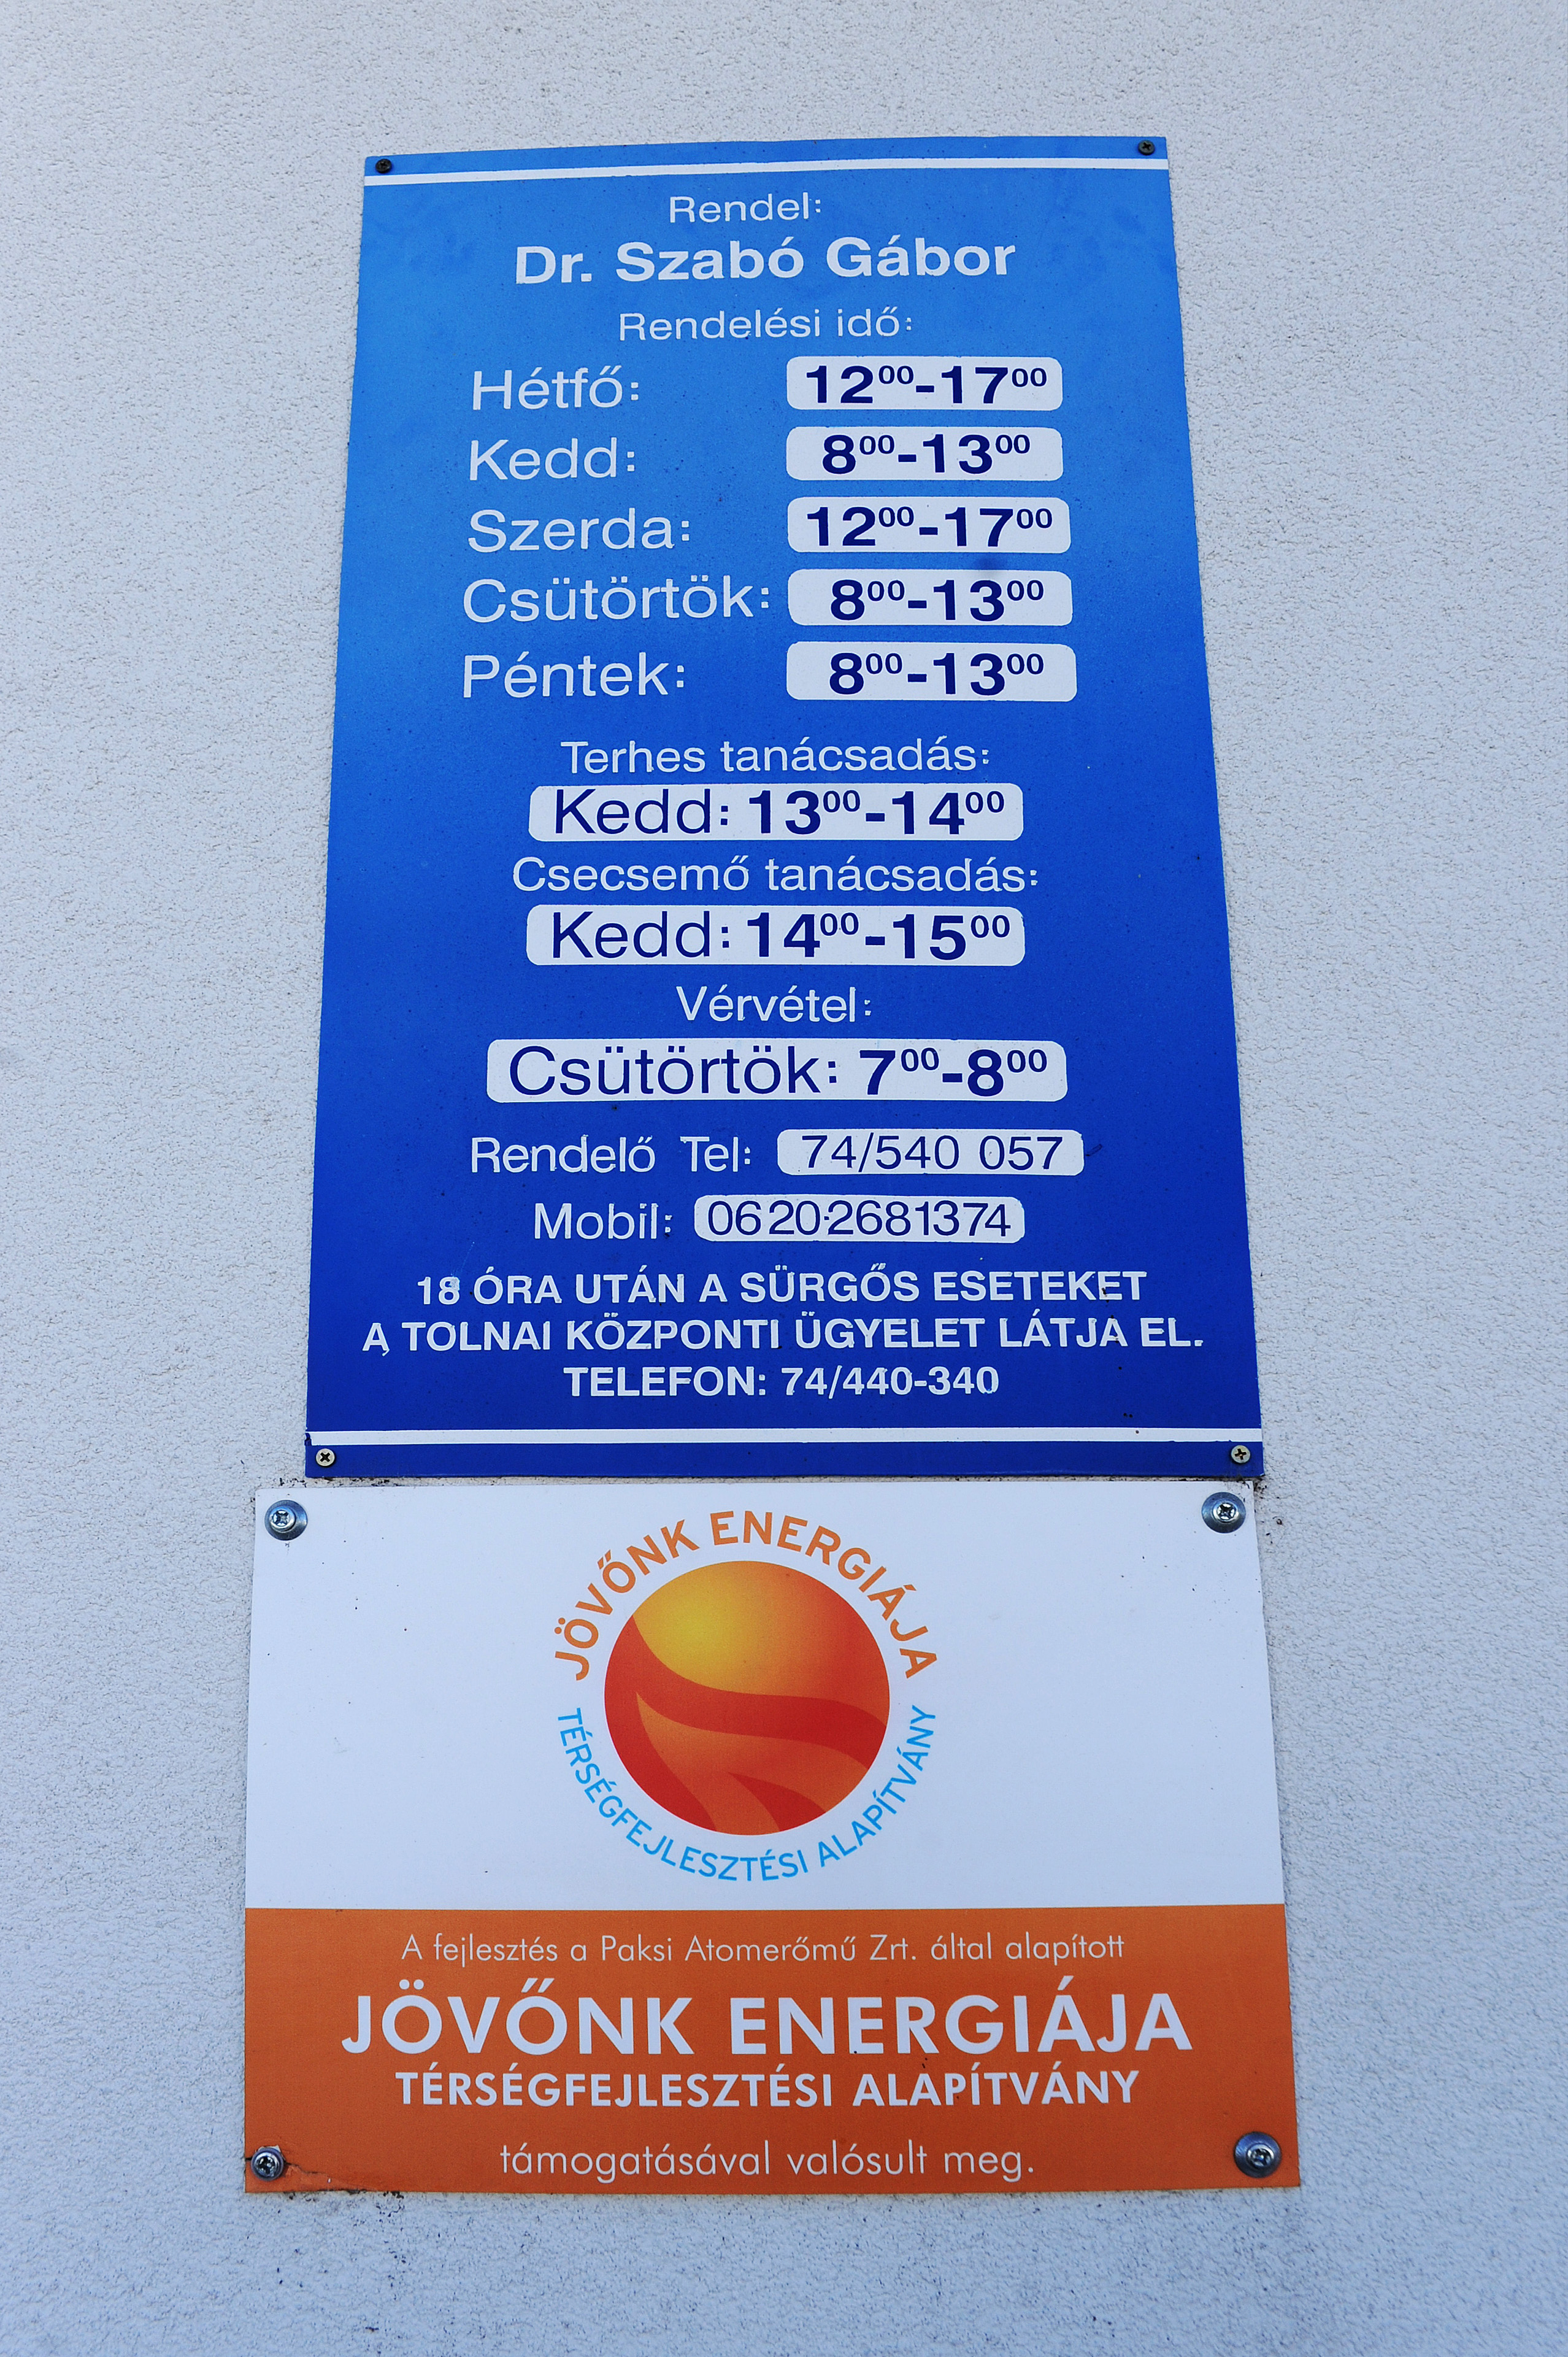 Rendel:
Dr. Szabó Gábor
Rendelési idő:
Hétfő: 12⁰⁰-17⁰⁰
Kedd: 8⁰⁰-13⁰⁰
Szerda: 12⁰⁰-17⁰⁰
Csütörtök: 8⁰⁰-13⁰⁰
Péntek: 8⁰⁰-13⁰⁰
Terhes tanácsadás:
Kedd: 13⁰⁰-14⁰⁰
Csecsemő tanácsadás:
Kedd: 14⁰⁰-15⁰⁰
Vérvétel:
Csütörtök: 7⁰⁰-8⁰⁰
Rendelő Tel: 74/540 057
Mobil: 0620-2681374
18 ÓRA UTÁN A SÜRGŐS ESETEKET
A TOLNAI KÖZPONTI ÜGYELET LÁTJA EL.
TELEFON: 74/440-340
JÖVŐNK ENERGIÁJA
TÉRSÉGFEJLESZTÉSI ALAPÍTVÁNY
A fejlesztés a Paksi Atomerőmű Zrt. által alapított
JÖVŐNK ENERGIÁJA
TÉRSÉGFEJLESZTÉSI ALAPÍTVÁNY
támogatásával valósult meg.